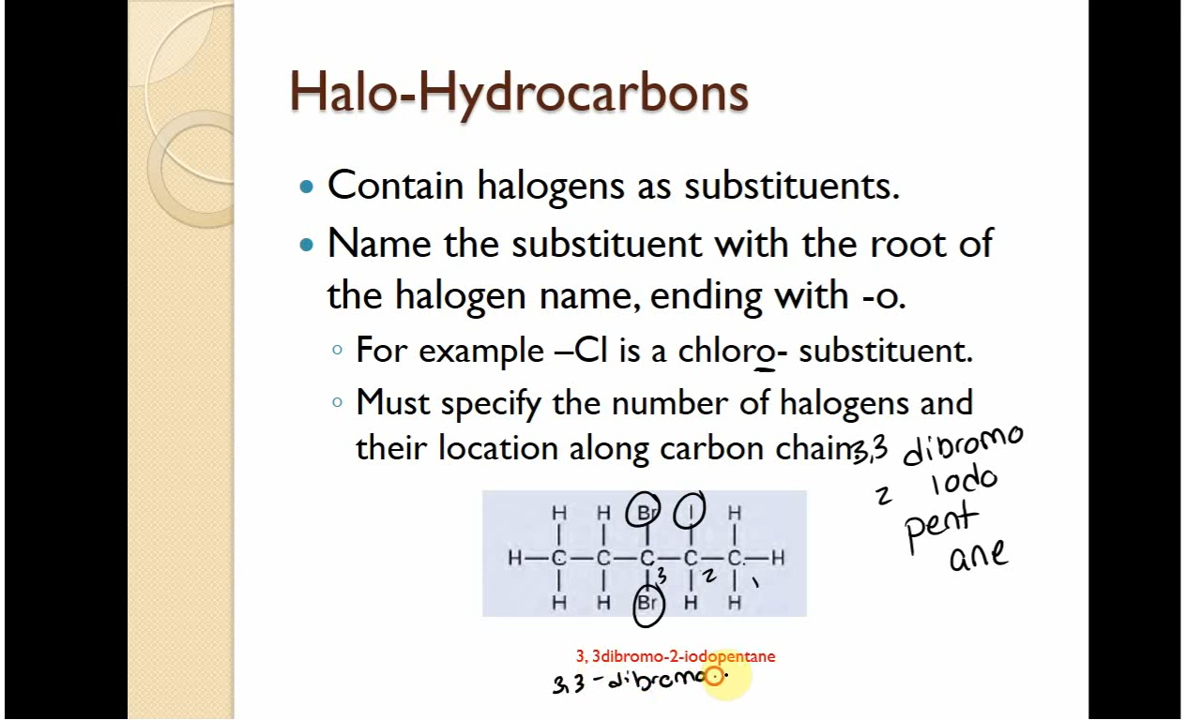 Halo-Hydrocarbons
Contain halogens as substituents.
Name the substituent with the root of
the halogen name, ending with -o.
For example –Cl is a chloro- substituent.
Must specify the number of halogens and
their location along carbon chain.
3,3 dibromo
2 Iodo
pent
ane
H H Br I H
H—C—C—C—C—C—H
3 2 1
H H Br H H
3, 3dibromo-2-iodopentane
3,3-dibromo